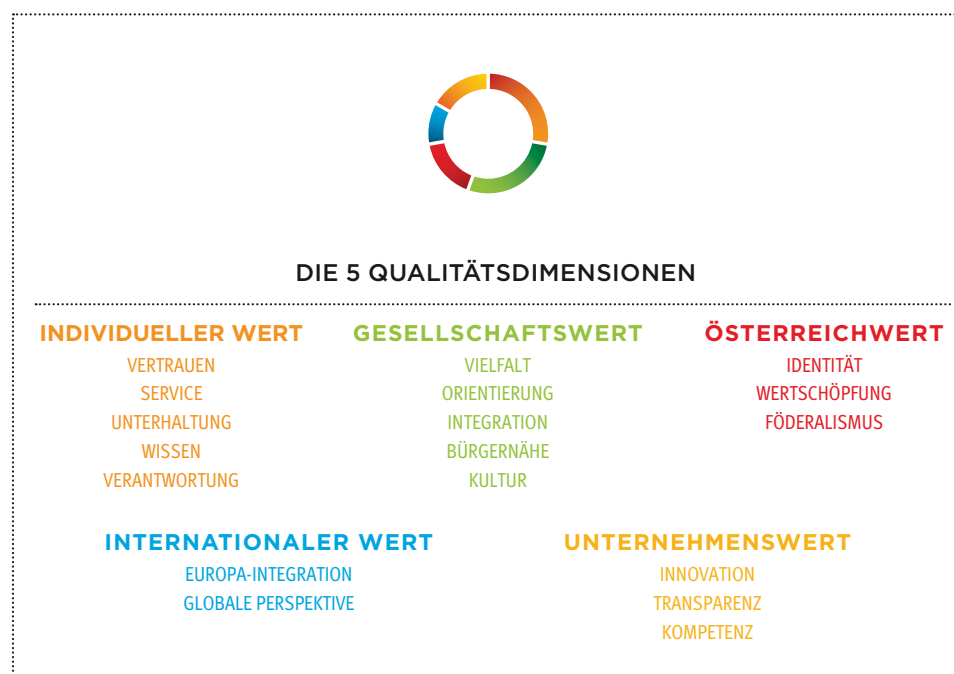 DIE 5 QUALITÄTSDIMENSIONEN
INDIVIDUELLER WERT
VERTRAUEN
SERVICE
UNTERHALTUNG
WISSEN
VERANTWORTUNG
GESELLSCHAFTSWERT
VIELFALT
ORIENTIERUNG
INTEGRATION
BÜRGERNÄHE
KULTUR
ÖSTERREICHWERT
IDENTITÄT
WERTSCHÖPFUNG
FÖDERALISMUS
INTERNATIONALER WERT
EUROPA-INTEGRATION
GLOBALE PERSPEKTIVE
UNTERNEHMENSWERT
INNOVATION
TRANSPARENZ
KOMPETENZ